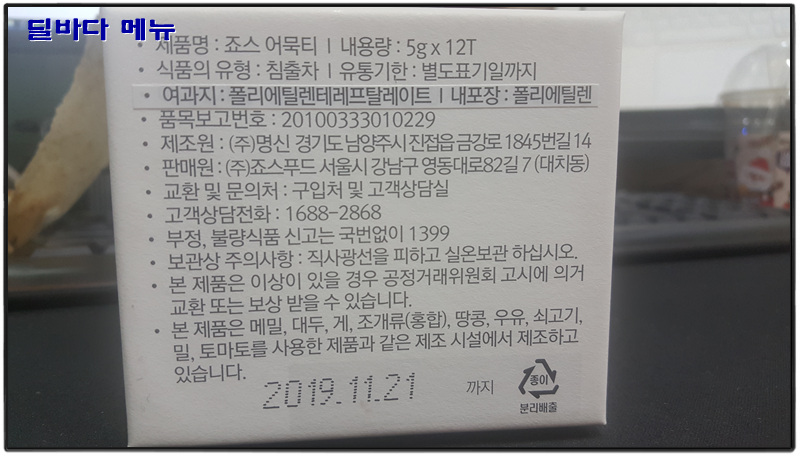 딜바다 메뉴
• 제품명 : 죠스 어묵티 | 내용량 : 5g x 12T
• 식품의 유형 : 침출차 | 유통기한 : 별도표기일까지
• 여과지 : 폴리에틸렌테레프탈레이트 | 내포장 : 폴리에틸렌
• 품목보고번호 : 20100333010229
• 제조원 : (주)명신 경기도 남양주시 진접읍 금강로 1845번길 14
• 판매원 : (주)죠스푸드 서울시 강남구 영동대로82길 7 (대치동)
• 교환 및 문의처 : 구입처 및 고객상담실
• 고객상담전화 : 1688-2868
• 부정, 불량식품 신고는 국번없이 1399
• 보관상 주의사항 : 직사광선을 피하고 실온보관 하십시오.
• 본 제품은 이상이 있을 경우 공정거래위원회 고시에 의거
교환 또는 보상 받을 수 있습니다.
• 본 제품은 메밀, 대두, 게, 조개류(홍합), 땅콩, 우유, 쇠고기,
밀, 토마토를 사용한 제품과 같은 제조 시설에서 제조하고
있습니다.
2019.11.21 까지
종이
분리배출